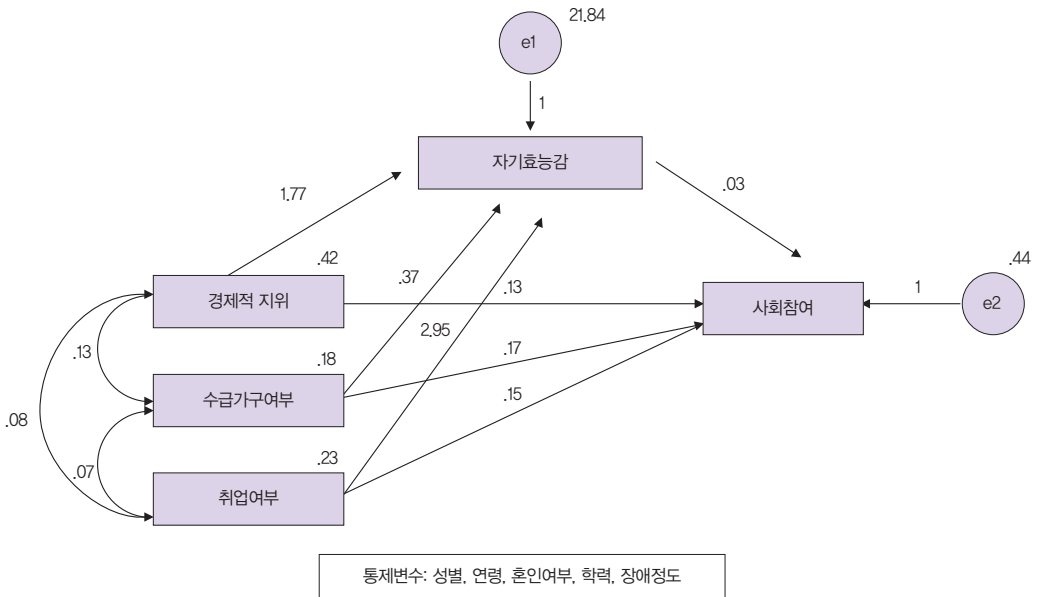 21.84
e1
1
자기효능감
1.77
.03
.42
.37
.13
.44
경제적 지위
사회참여
1
e2
2.95
.13
.18
.17
수급가구여부
.15
.08
.07
.23
취업여부
통제변수: 성별, 연령, 혼인여부, 학력, 장애정도